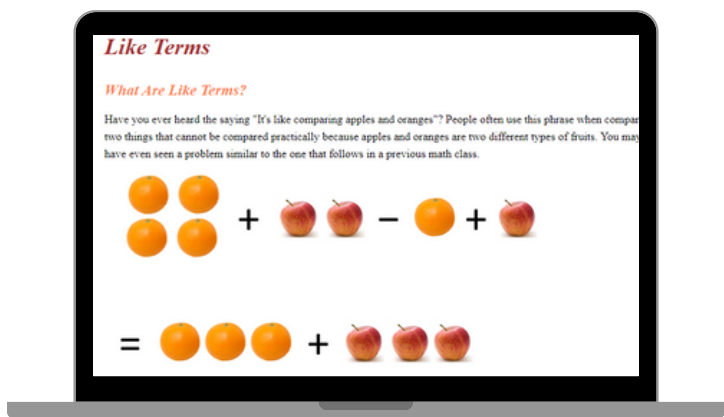 Like Terms
What Are Like Terms?
Have you ever heard the saying "It's like comparing apples and oranges"? People often use this phrase when compar
two things that cannot be compared practically because apples and oranges are two different types of fruits. You may
have even seen a problem similar to the one that follows in a previous math class.
+ - +
= +